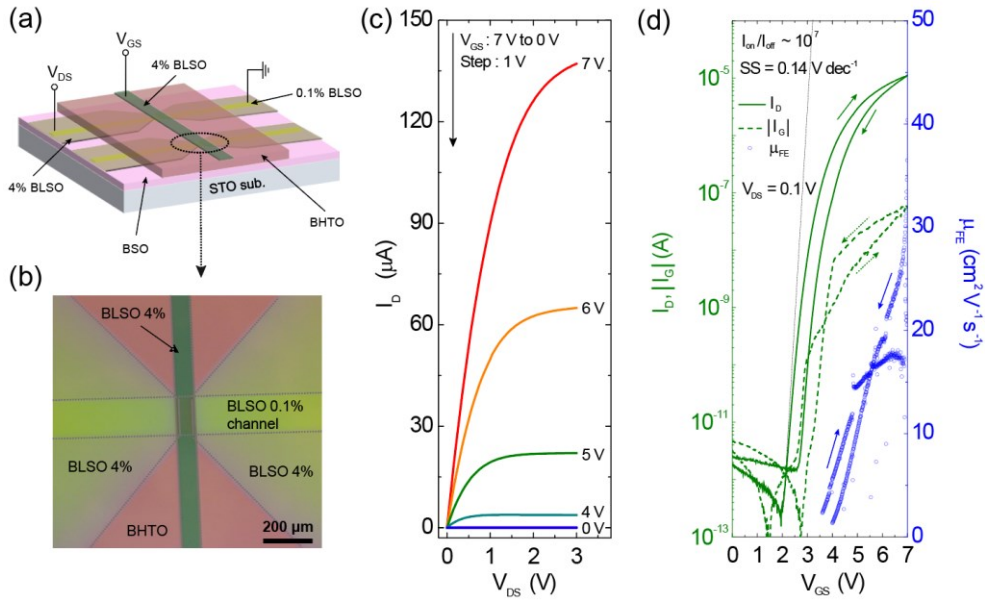 (a)
V_GS
V_DS
4% BLSO
0.1% BLSO
4% BLSO
STO sub.
BSO
BHTO
(b)
BLSO 4%
BLSO 0.1%
channel
BLSO 4%
BLSO 4%
BHTO
200 μm
(c)
150
120
90
60
30
0
I_D (μA)
V_GS : 7 V to 0 V
Step : 1 V
7 V
6 V
5 V
4 V
0 V
0 1 2 3
V_DS (V)
(d)
I_on/I_off ~ 10^7
SS = 0.14 V dec^-1
I_D
|I_G|
μ_FE
V_DS = 0.1 V
10^-5
10^-7
10^-9
10^-11
10^-13
I_D, |I_G| (A)
50
40
30
20
10
0
μ_FE (cm^2 V^-1 s^-1)
0 1 2 3 4 5 6 7
V_GS (V)